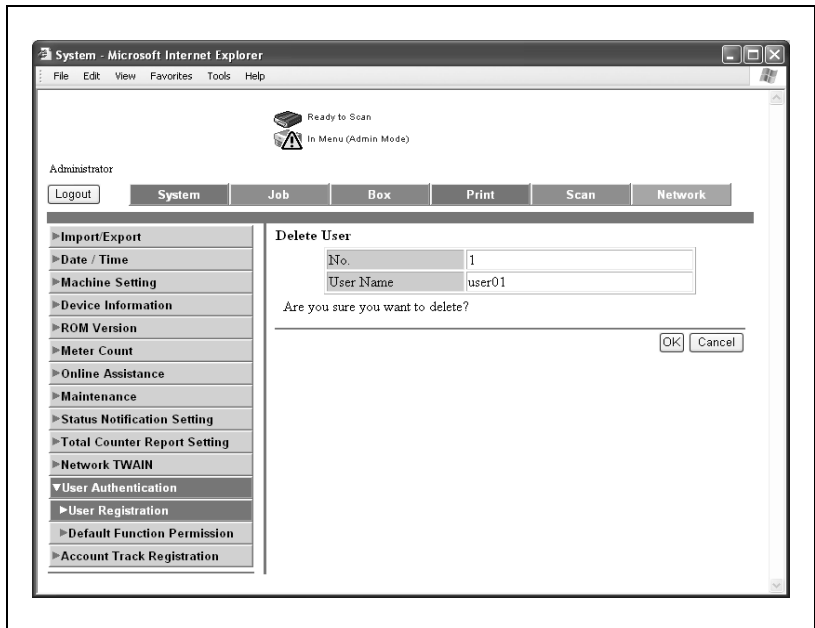 System - Microsoft Internet Explorer
File Edit View Favorites Tools Help
Ready to Scan
In Menu (Admin Mode)
Administrator
Logout System Job Box Print Scan Network
Import/Export
Date / Time
Machine Setting
Device Information
ROM Version
Meter Count
Online Assistance
Maintenance
Status Notification Setting
Total Counter Report Setting
Network TWAIN
User Authentication
User Registration
Default Function Permission
Account Track Registration
Delete User
No. 1
User Name user01
Are you sure you want to delete?
OK Cancel